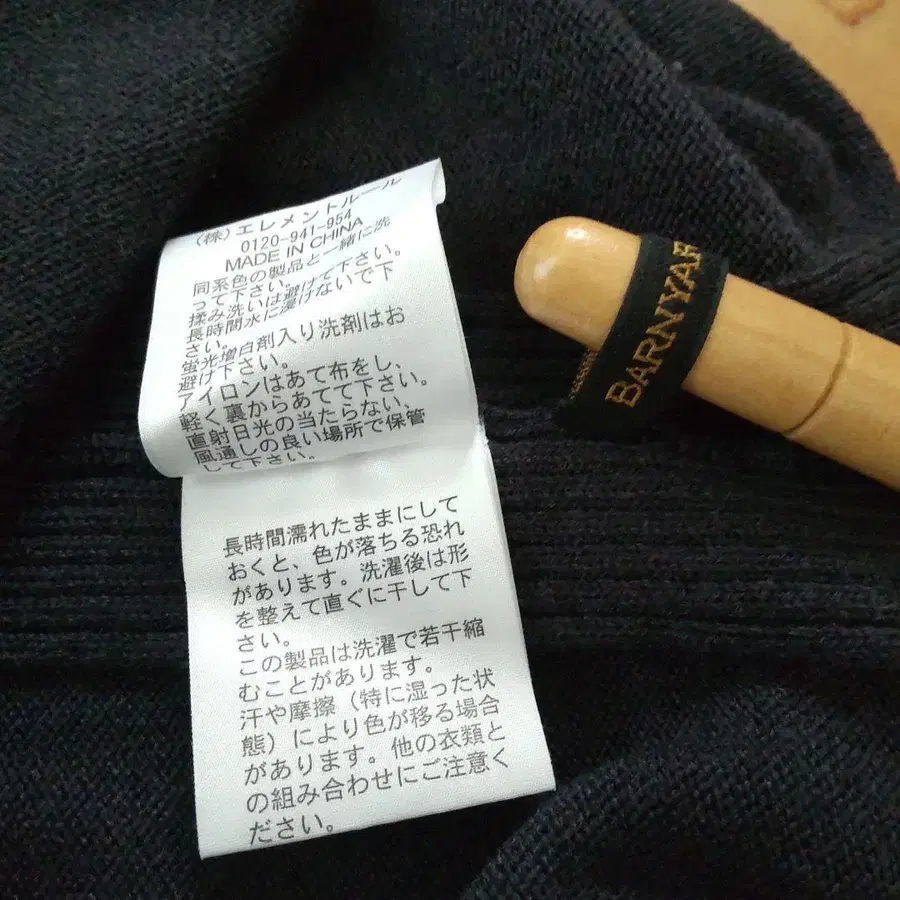 (株)エレメントルール
0120-941-954
MADE IN CHINA
同系色の製品と一緒に洗
って下さい。
揉み洗いは避けて下さい。
長時間水に浸けないで下
さい。
蛍光増白剤入り洗剤はお
避け下さい。
アイロンはあて布をし、
軽く裏からあてて下さい。
直射日光の当たらない、
風通しの良い場所で保管
して下さい。
長時間濡れたままにして
おくと、色が落ちる恐れ
があります。洗濯後は形
を整えて直ぐに干して下
さい。
この製品は洗濯で若干縮
むことがあります。
汗や摩擦（特に湿った状
態）により色が移る場合
があります。他の衣類と
の組み合わせにご注意く
ださい。
BARNYAR